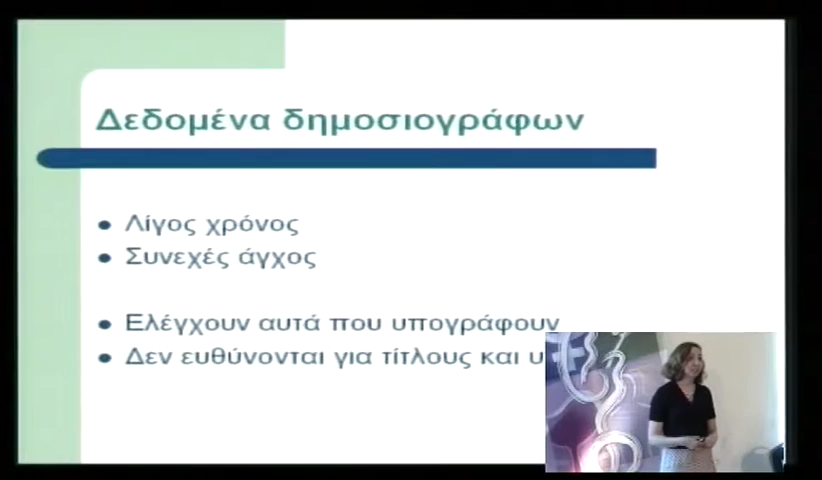 Δεδομένα δημοσιογράφων
Λίγος χρόνος
Συνεχές άγχος
Ελέγχουν αυτά που υπογράφουν
Δεν ευθύνονται για τίτλους και